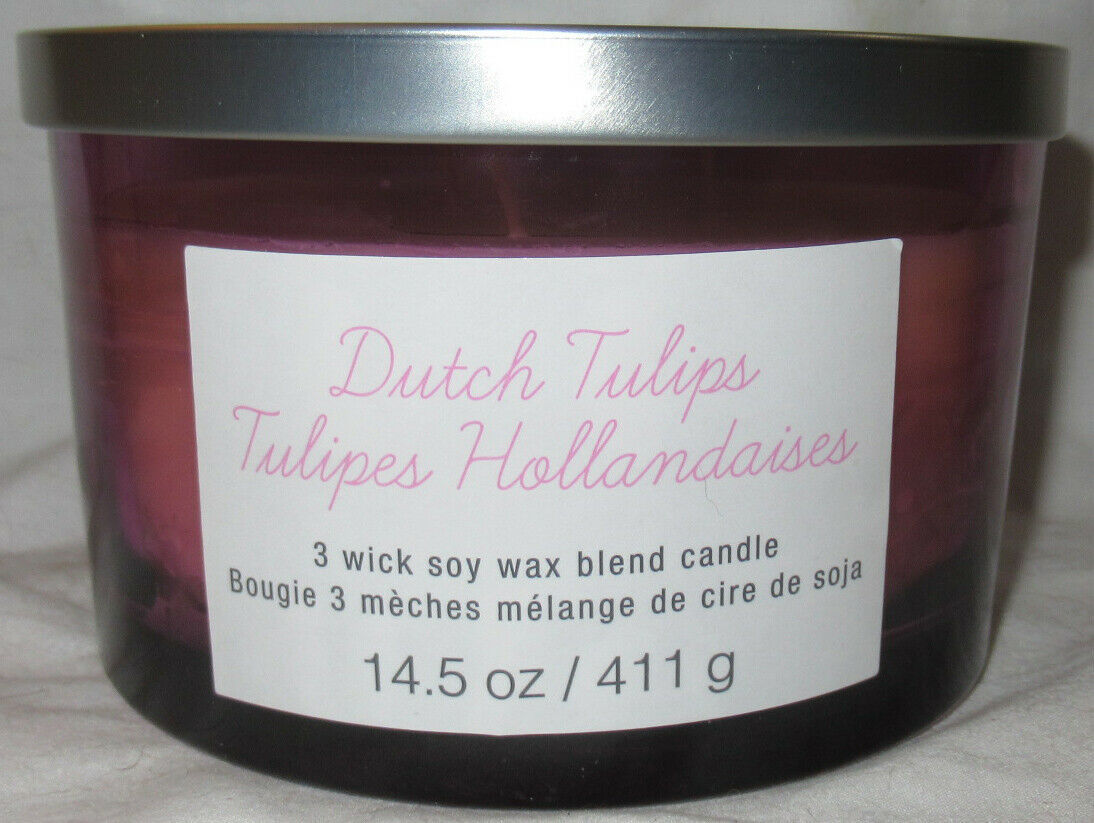 Dutch Tulips
Tulipes Hollandaises
3 wick soy wax blend candle
Bougie 3 mèches mélange de cire de soja
14.5 oz / 411 g